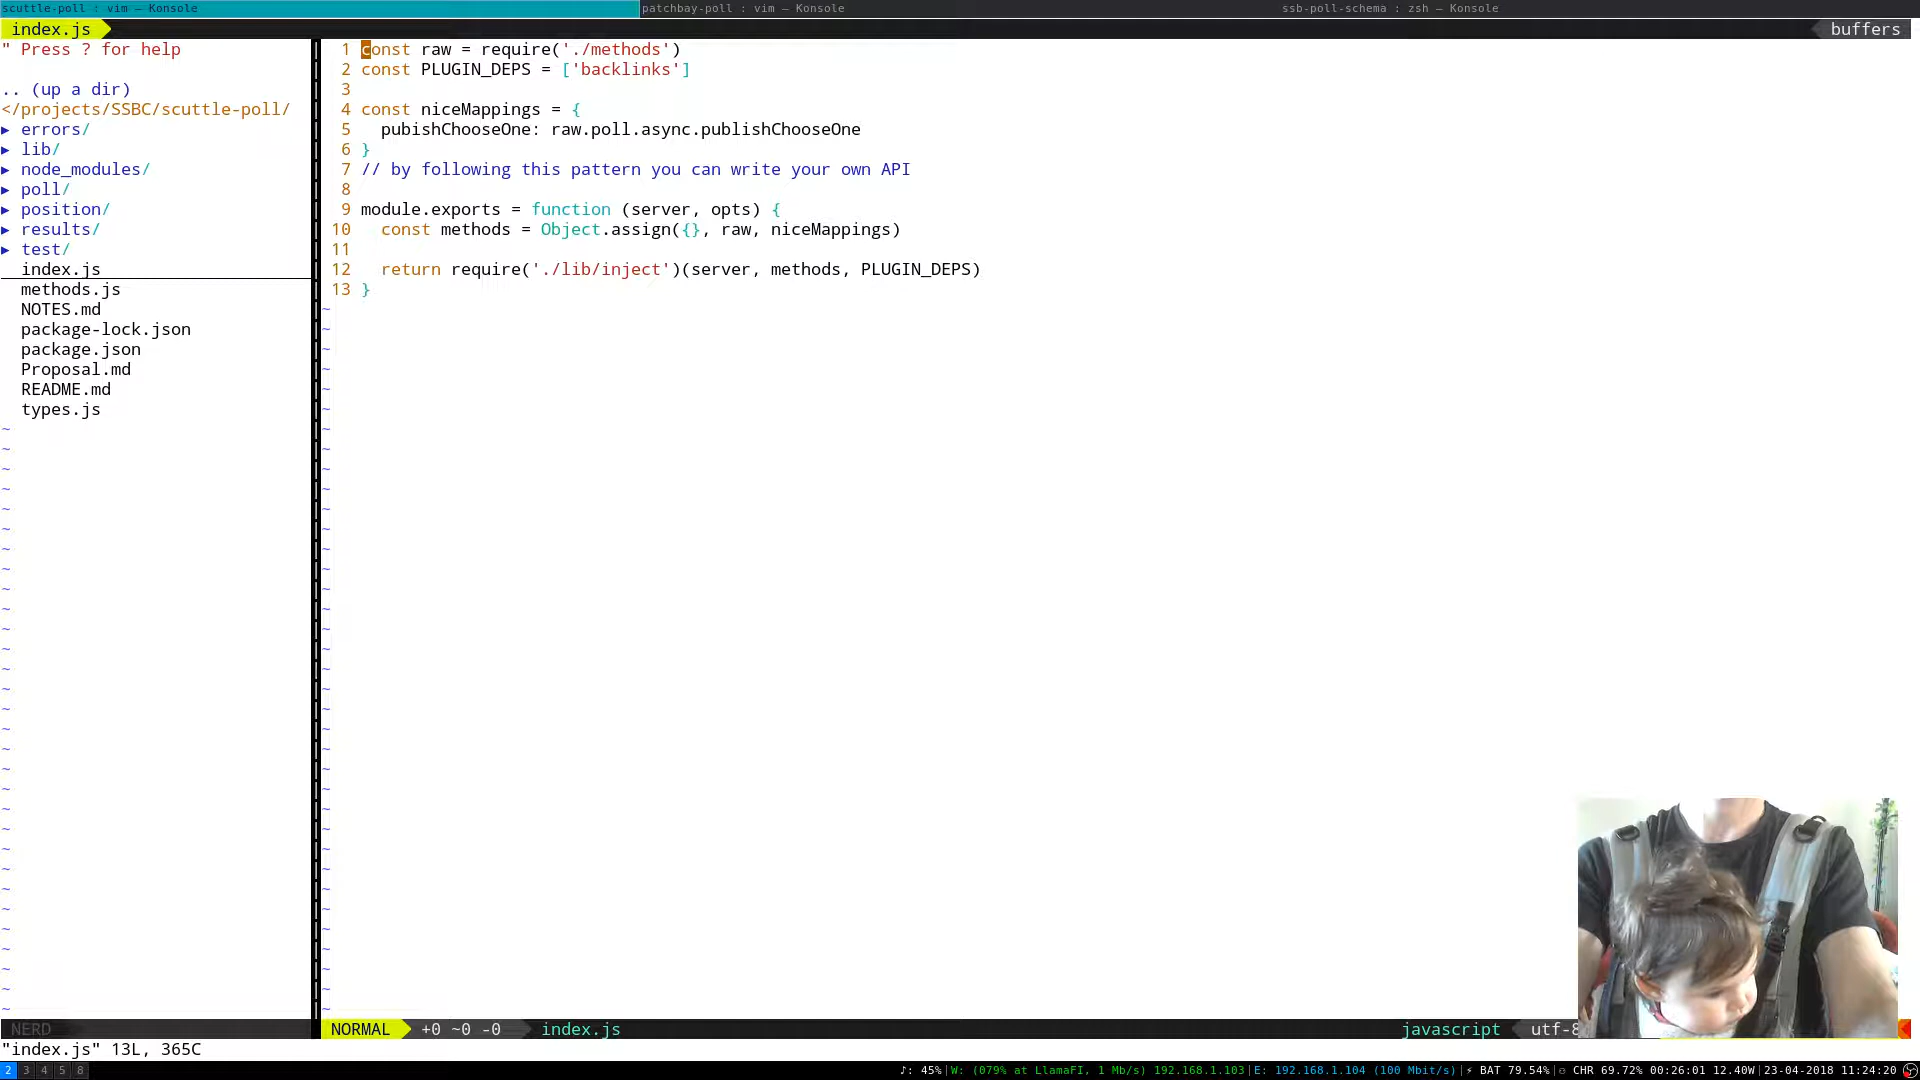 scuttle-poll : vim — Konsole
patchbay-poll : vim — Konsole
ssb-poll-schema : zsh — Konsole
index.js
buffers
" Press ? for help
.. (up a dir)
</projects/SSBC/scuttle-poll/
▸ errors/
▸ lib/
▸ node_modules/
▸ poll/
▸ position/
▸ results/
▸ test/
index.js
methods.js
NOTES.md
package-lock.json
package.json
Proposal.md
README.md
types.js
1 const raw = require('./methods')
2 const PLUGIN_DEPS = ['backlinks']
3
4 const niceMappings = {
5 pubishChooseOne: raw.poll.async.publishChooseOne
6 }
7 // by following this pattern you can write your own API
8
9 module.exports = function (server, opts) {
10 const methods = Object.assign({}, raw, niceMappings)
11
12 return require('./lib/inject')(server, methods, PLUGIN_DEPS)
13 }
NERD
NORMAL +0 ~0 -0 index.js
javascript utf-8
"index.js" 13L, 365C
2 3 4 5 8
♪: 45%|W: (079% at LlamaFI, 1 Mb/s) 192.168.1.103|E: 192.168.1.104 (100 Mbit/s)|⚡ BAT 79.54%|☺ CHR 69.72% 00:26:01 12.40W|23-04-2018 11:24:20